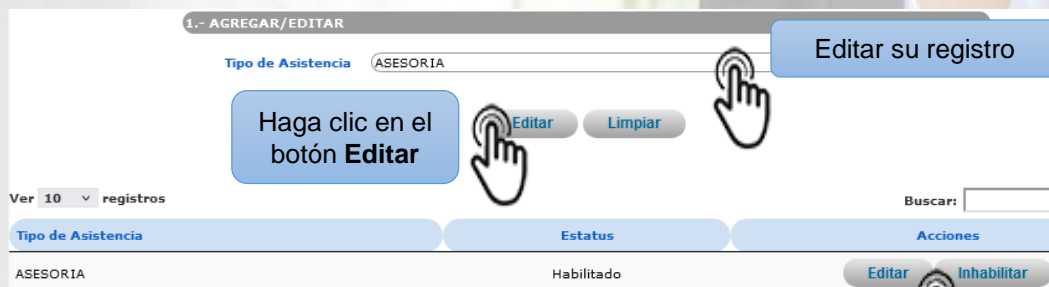 1.- AGREGAR/EDITAR
Tipo de Asistencia ASESORIA
Editar su registro
Haga clic en el
botón Editar
Editar Limpiar
Ver 10 registros Buscar:
Tipo de Asistencia Estatus Acciones
ASESORIA Habilitado Editar Inhabilitar